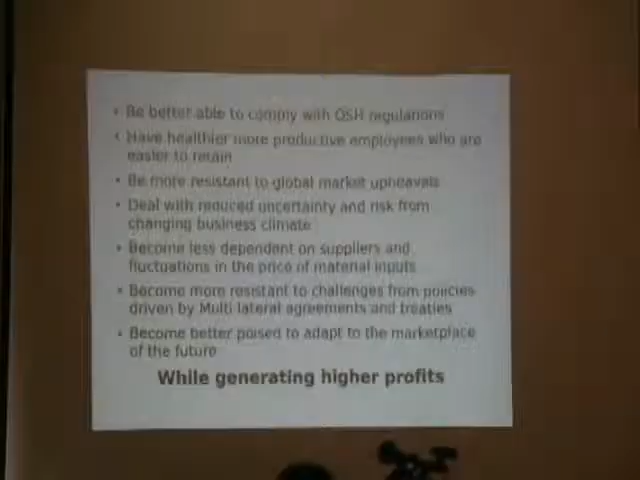 • Be better able to comply with OSH regulations
• Have healthier more productive employees who are
easier to retain
• Be more resistant to global market upheavals
• Deal with reduced uncertainty and risk from
changing business climate
• Become less dependent on suppliers and
fluctuations in the price of material inputs
• Become more resistant to challenges from policies
driven by Multi lateral agreements and treaties
• Become better poised to adapt to the marketplace
of the future
While generating higher profits